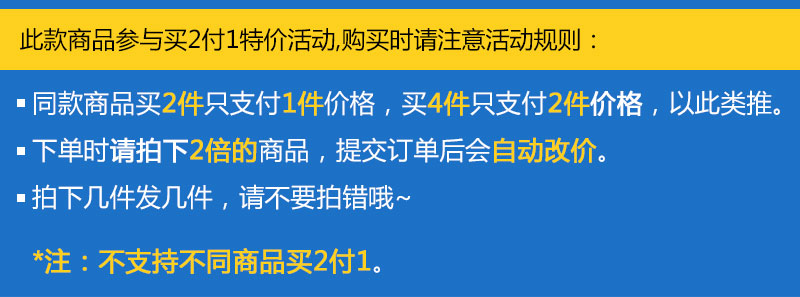 此款商品参与买2付1特价活动,购买时请注意活动规则：
同款商品买2件只支付1件价格，买4件只支付2件价格，以此类推。
下单时请拍下2倍的商品，提交订单后会自动改价。
拍下几件发几件，请不要拍错哦~
*注：不支持不同商品买2付1。